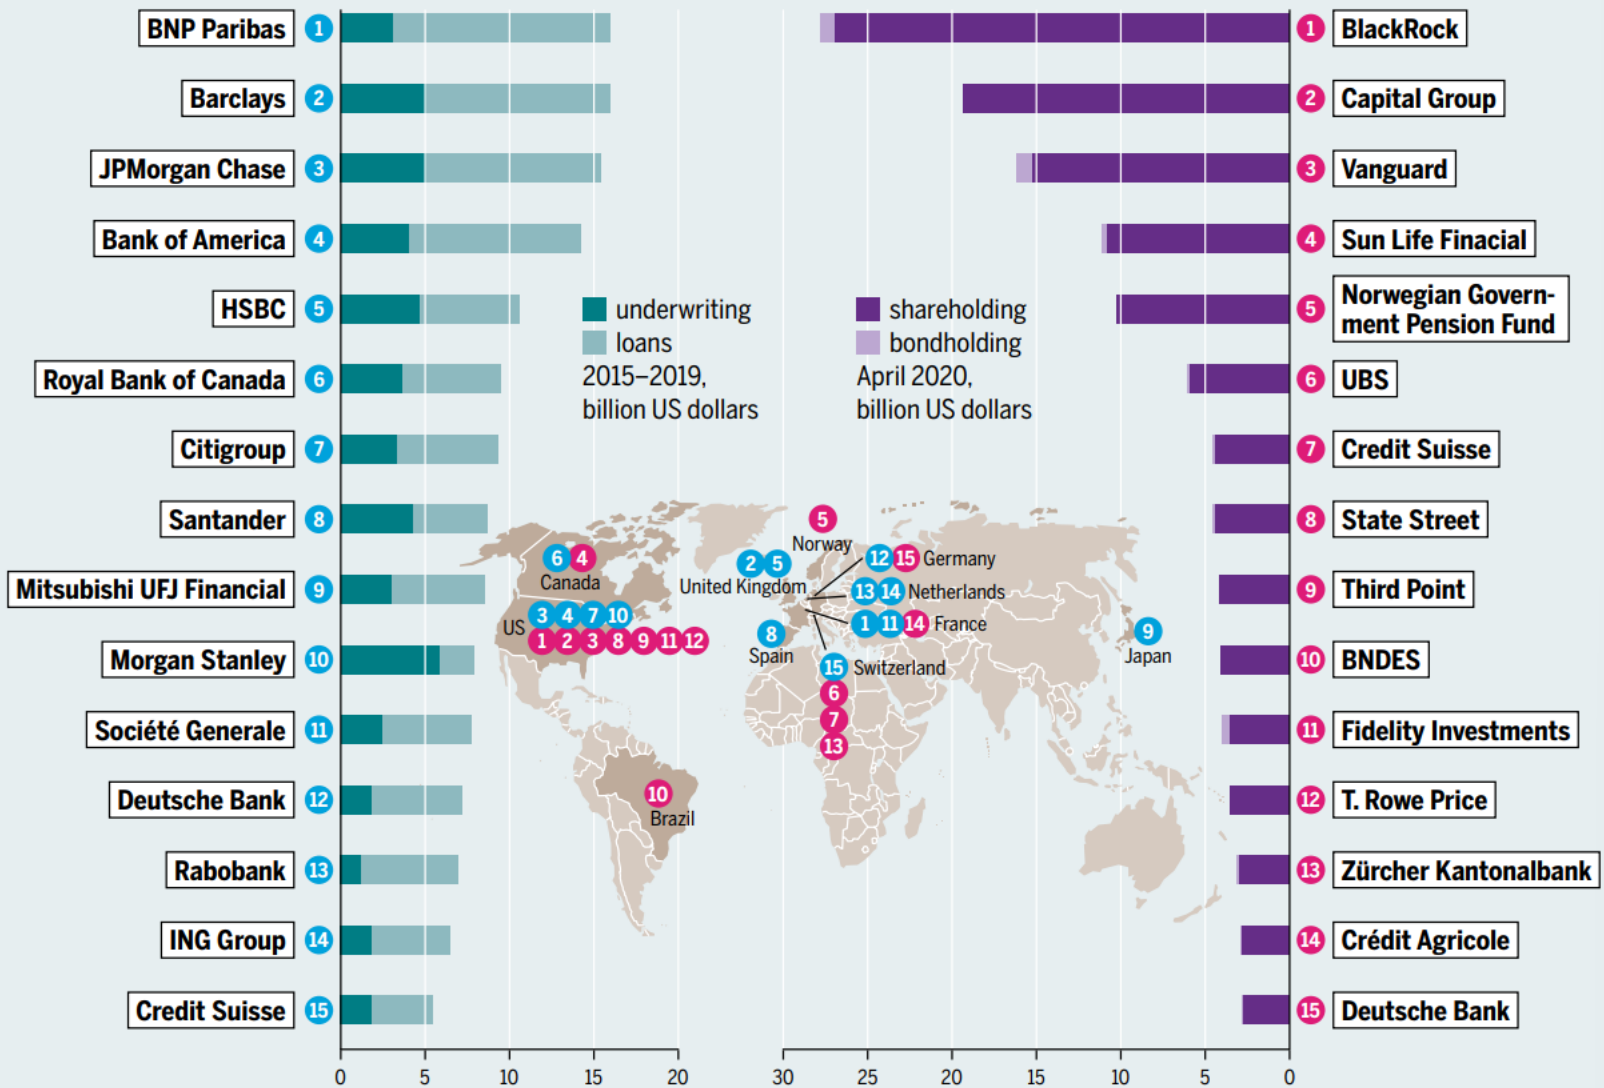 BNP Paribas 1
Barclays 2
JPMorgan Chase 3
Bank of America 4
HSBC 5
Royal Bank of Canada 6
Citigroup 7
Santander 8
Mitsubishi UFJ Financial 9
Morgan Stanley 10
Société Generale 11
Deutsche Bank 12
Rabobank 13
ING Group 14
Credit Suisse 15
0 5 10 15 20
underwriting
loans
2015–2019,
billion US dollars
shareholding
bondholding
April 2020,
billion US dollars
6 4
Canada
US
3 4 7 10
1 2 3 8 9 11 12
10
Brazil
5
Norway
2 5
United Kingdom
8
Spain
12 15 Germany
13 14 Netherlands
1 11 14 France
15 Switzerland
6
7
13
9
Japan
1 BlackRock
2 Capital Group
3 Vanguard
4 Sun Life Finacial
5 Norwegian Govern-
ment Pension Fund
6 UBS
7 Credit Suisse
8 State Street
9 Third Point
10 BNDES
11 Fidelity Investments
12 T. Rowe Price
13 Zürcher Kantonalbank
14 Crédit Agricole
15 Deutsche Bank
30 25 20 15 10 5 0